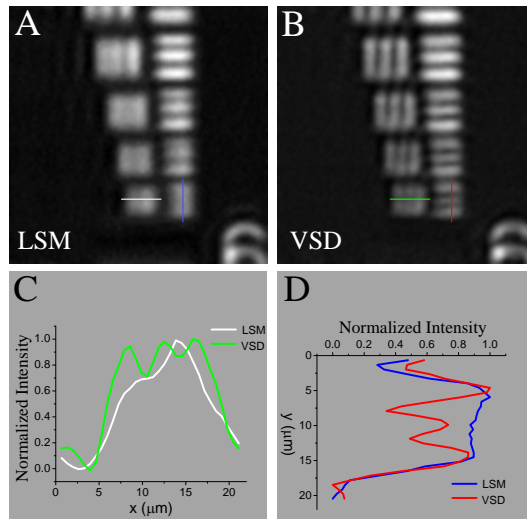 A
B
LSM
VSD
C
D
LSM
VSD
Normalized Intensity
1.0
0.8
0.6
0.4
0.2
0.0
0
5
10
15
20
x (μm)
Normalized Intensity
0.0
0.2
0.4
0.6
0.8
1.0
0
5
10
15
20
y (μm)
LSM
VSD